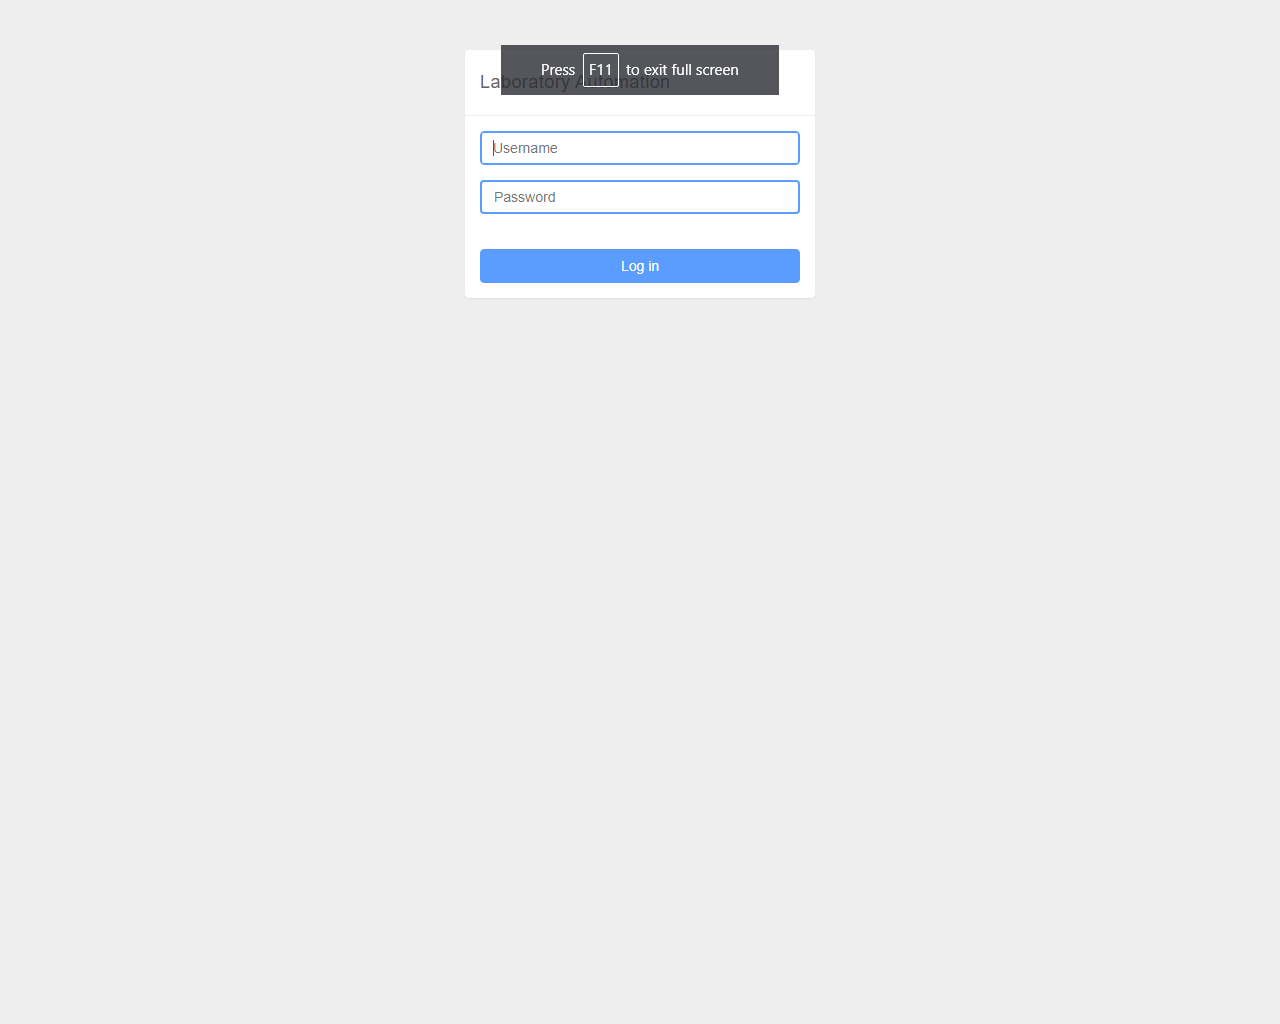 Press F11 to exit full screen
Laboratory Automation
Username
Password
Log in